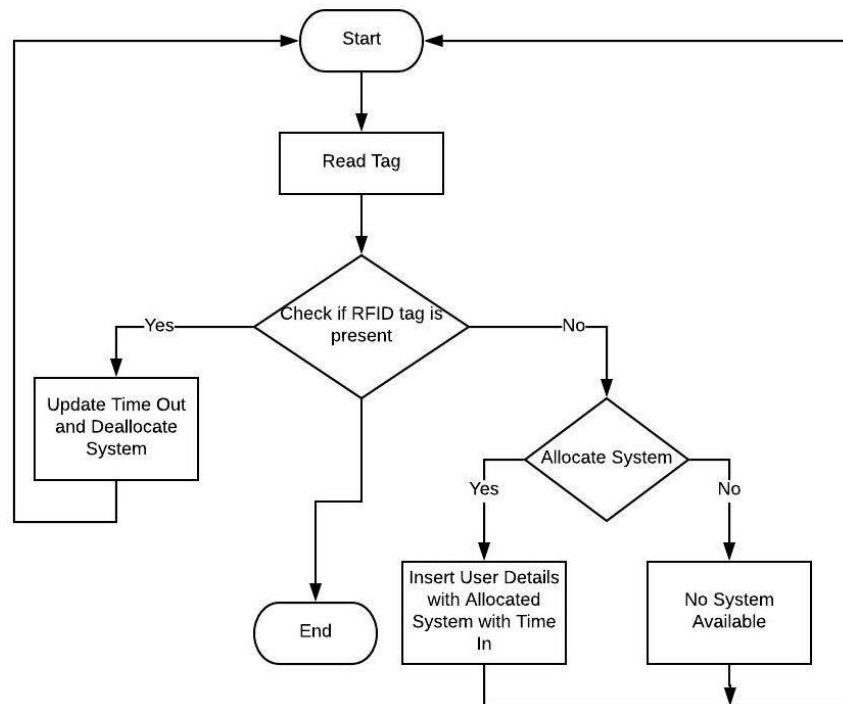 Start
Read Tag
Check if RFID tag is
present
Yes
No
Update Time Out
and Deallocate
System
Allocate System
Yes
No
Insert User Details
with Allocated
System with Time
In
No System
Available
End